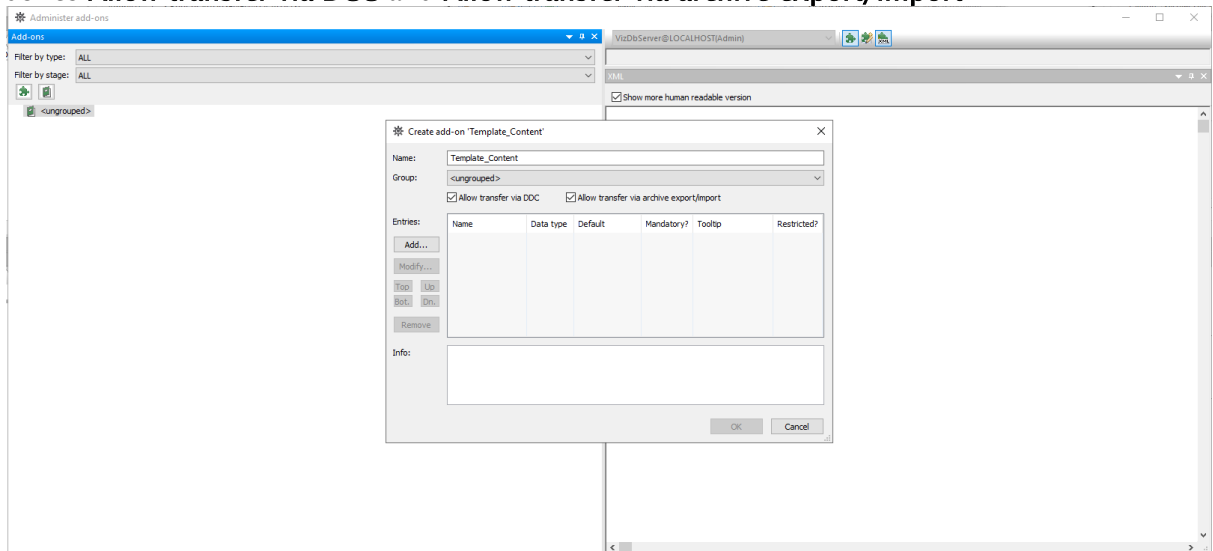 Allow transfer via DCC and Allow transfer via archive export/import
Administer add-ons
Add-ons
VizDbServer@LOCALHOST(Admin)
XML
Filter by type: ALL
Filter by stage: ALL
XML
Show more human readable version
<ungrouped>
Create add-on 'Template_Content'
Name: Template_Content
Group: <ungrouped>
Allow transfer via DDC Allow transfer via archive export/import
Entries: Name Data type Default Mandatory? Tooltip Restricted?
Add...
Modify...
Top Up
Bot. Dn.
Remove
Info:
OK Cancel